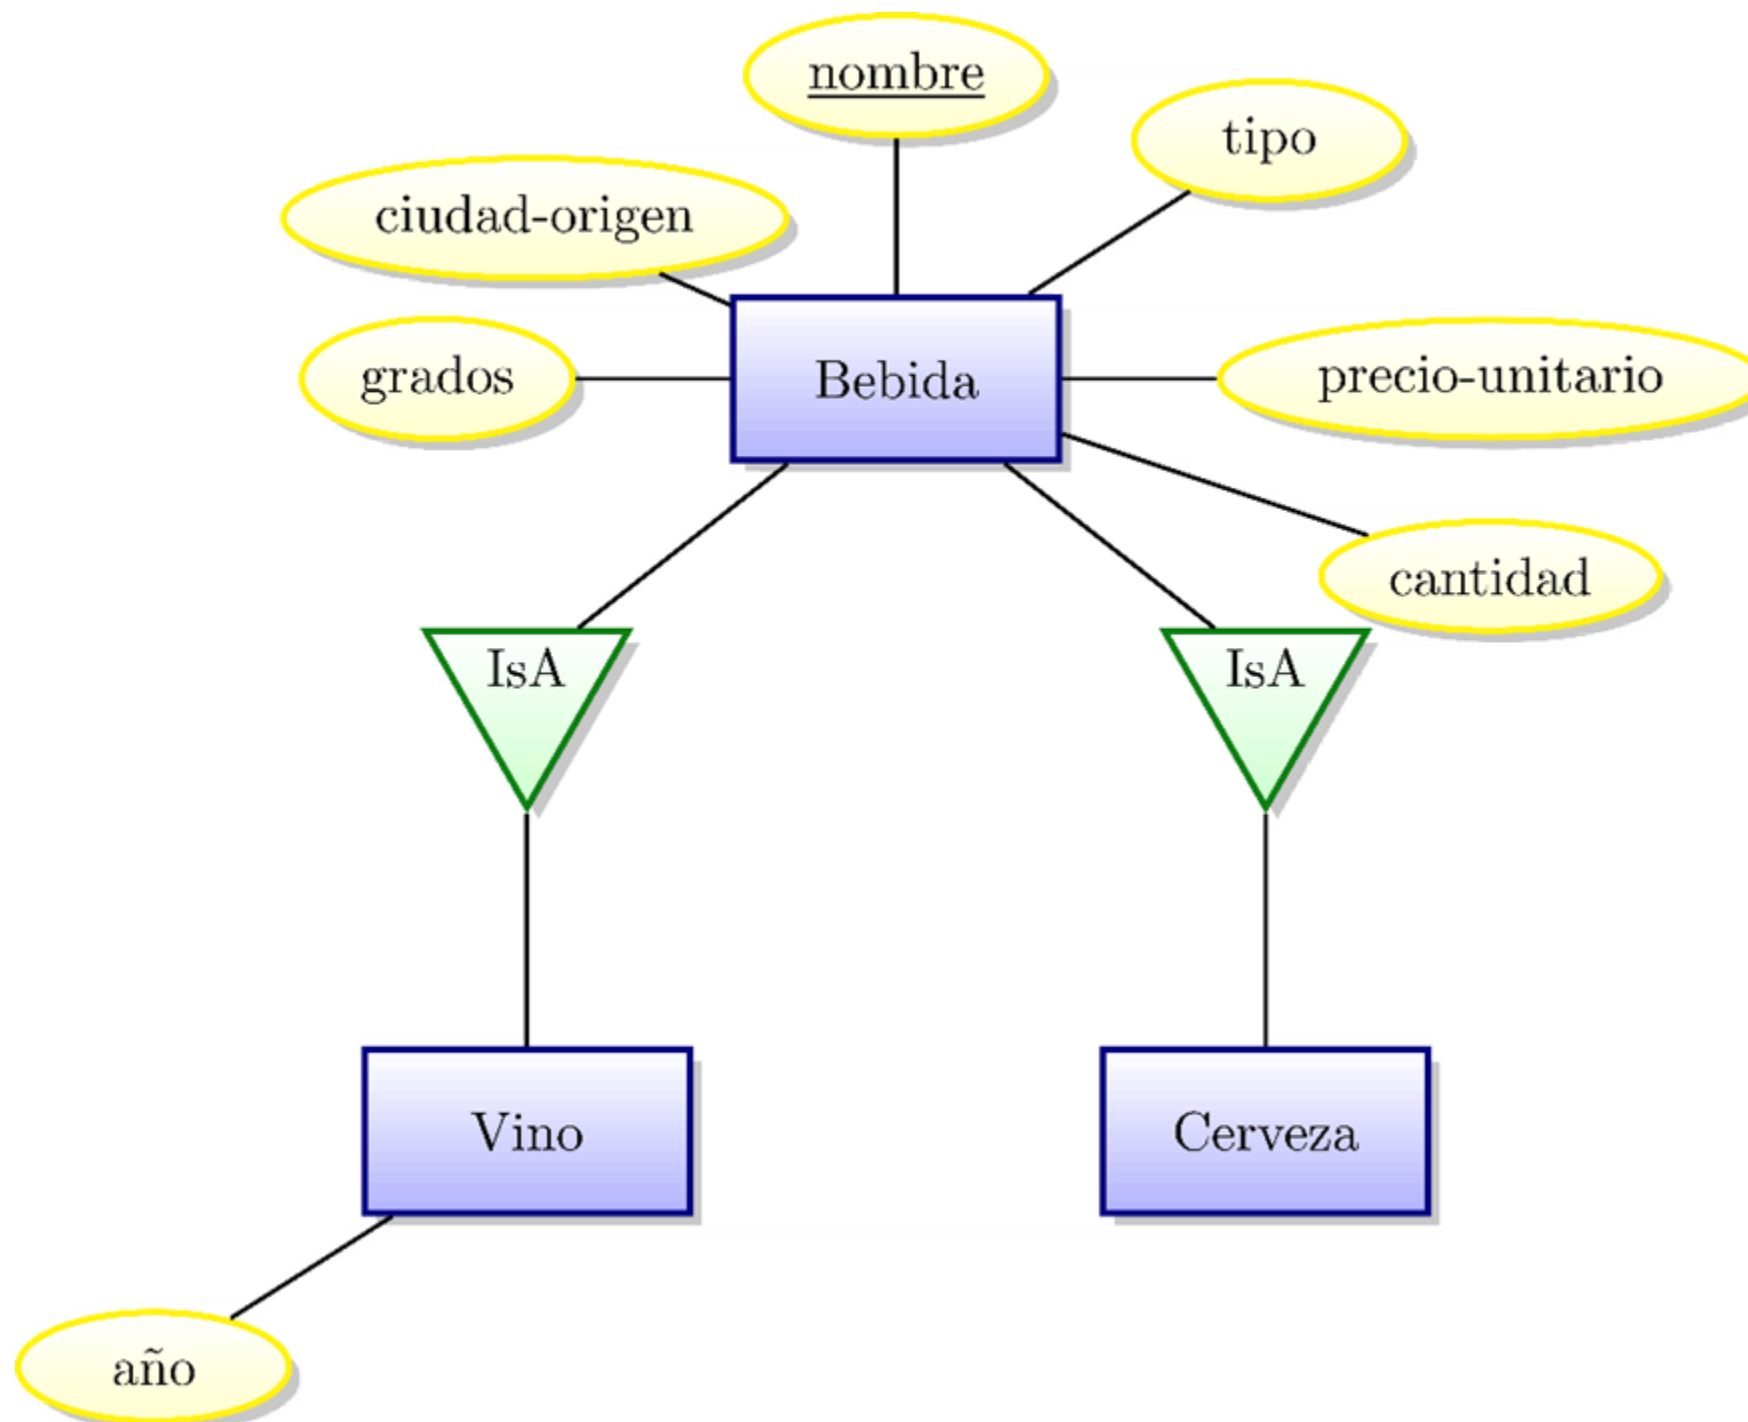 nombre
tipo
ciudad-origen
grados
Bebida
precio-unitario
cantidad
IsA
IsA
Vino
Cerveza
año